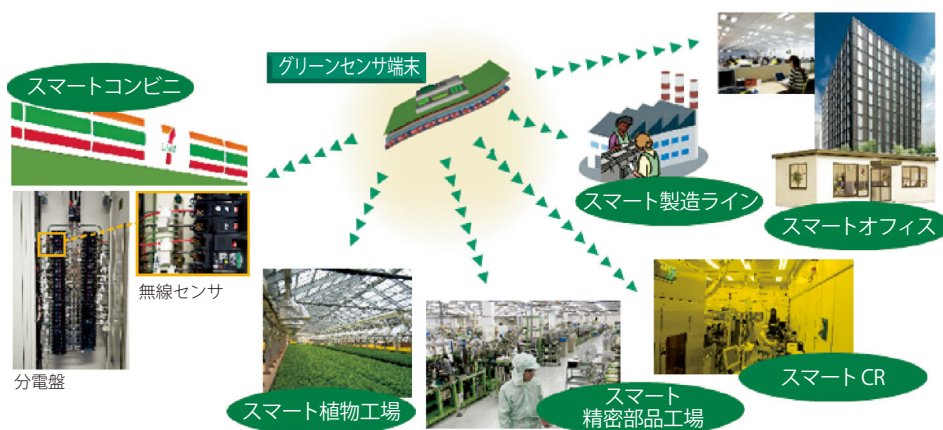 グリーンセンサ端末
スマートコンビニ
スマート製造ライン
スマートオフィス
無線センサ
分電盤
スマート植物工場
スマート
精密部品工場
スマート CR